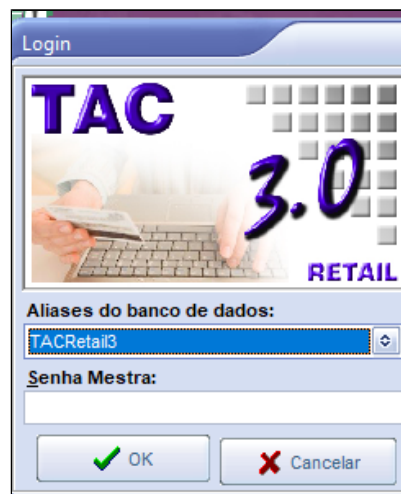 Login
TAC
3.0
RETAIL
Aliases do banco de dados:
TACRetail3
Senha Mestra:
OK
Cancelar